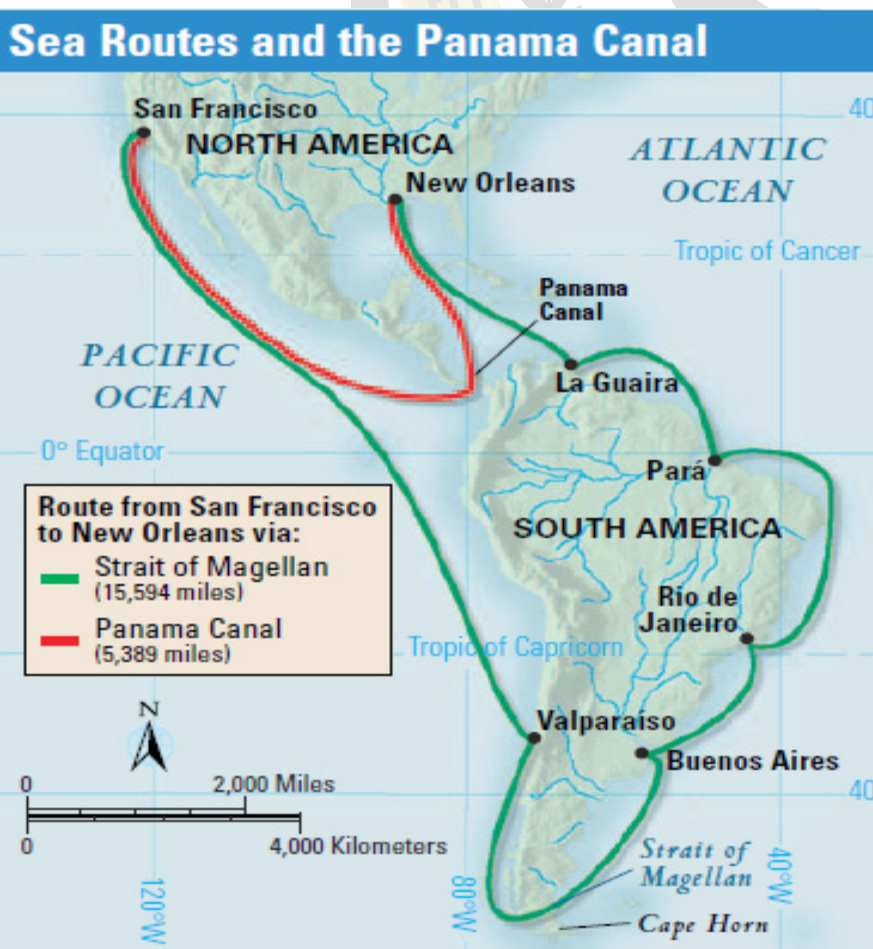 Sea Routes and the Panama Canal
San Francisco
NORTH AMERICA
New Orleans
ATLANTIC
OCEAN
40
Tropic of Cancer
Panama
Canal
PACIFIC
OCEAN
La Guaira
0° Equator
Pará
SOUTH AMERICA
Route from San Francisco
to New Orleans via:
Strait of Magellan
(15,594 miles)
Panama Canal
(5,389 miles)
Rio de
Janeiro
Tropic of Capricorn
N
Valparaíso
Buenos Aires
0 2,000 Miles
0 4,000 Kilometers
40
120°W
80°W
40°W
Strait of
Magellan
Cape Horn